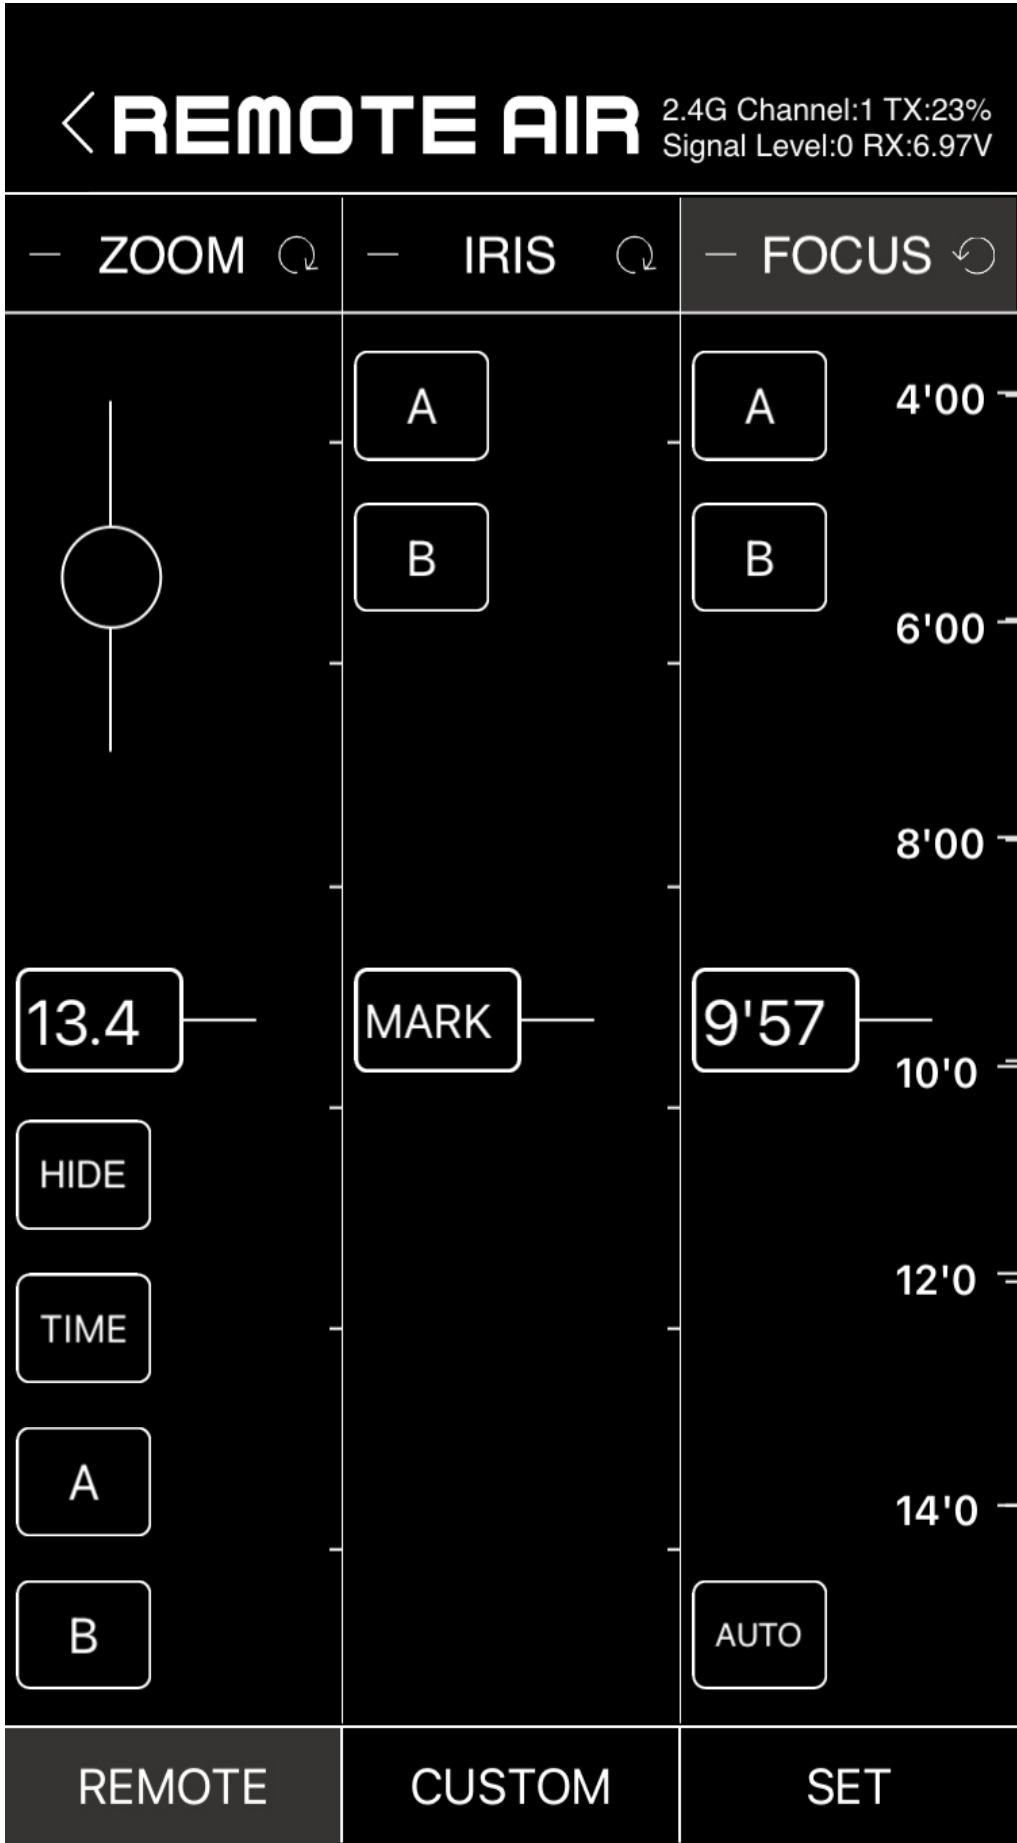 REMOTE AIR
2.4G Channel:1 TX:23%
Signal Level:0 RX:6.97V
ZOOM
IRIS
FOCUS
A
A
4'00
B
B
6'00
8'00
13.4
MARK
9'57
10'0
HIDE
12'0
TIME
A
14'0
B
AUTO
REMOTE
CUSTOM
SET